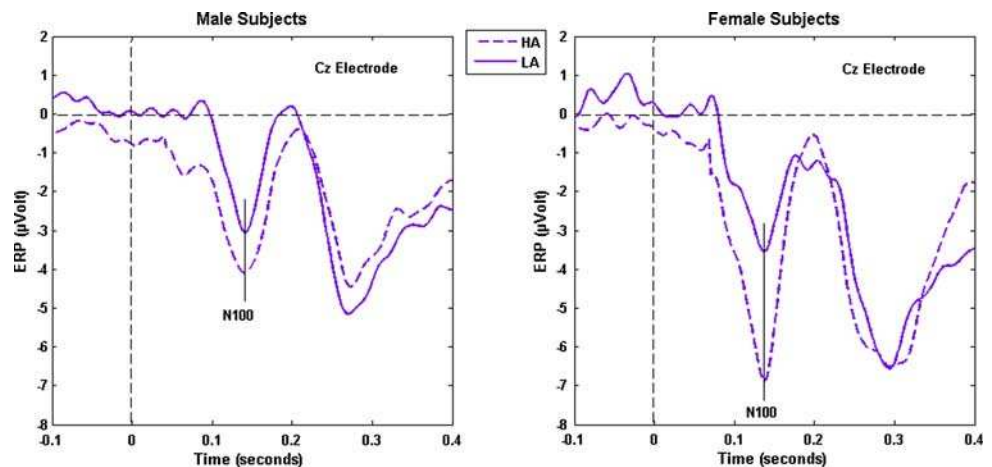 Male Subjects
Female Subjects
HA
LA
Cz Electrode
Cz Electrode
ERP (µVolt)
2
1
0
-1
-2
-3
-4
-5
-6
-7
-8
N100
-0.1
0
0.1
0.2
0.3
0.4
Time (seconds)
ERP (µVolt)
2
1
0
-1
-2
-3
-4
-5
-6
-7
-8
N100
-0.1
0
0.1
0.2
0.3
0.4
Time (seconds)